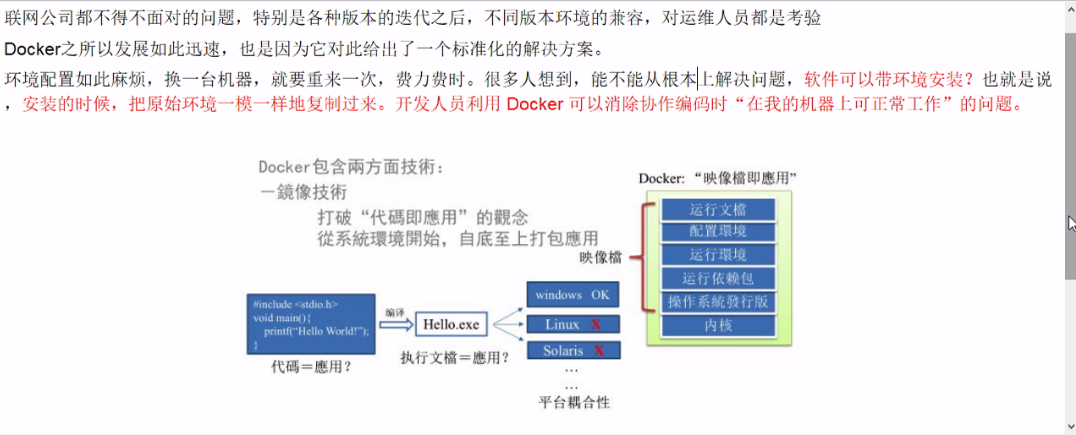 联网公司都不得不面对的问题，特别是各种版本的迭代之后，不同版本环境的兼容，对运维人员都是考验
Docker之所以发展如此迅速，也是因为它对此给出了一个标准化的解决方案。
环境配置如此麻烦，换一台机器，就要重来一次，费力费时。很多人想到，能不能从根本上解决问题，软件可以带环境安装？也就是说
，安装的时候，把原始环境一模一样地复制过来。开发人员利用 Docker 可以消除协作编码时“在我的机器上可正常工作”的问题。
Docker包含兩方面技術：
－鏡像技術
打破“代碼即應用”的觀念
從系統環境開始，自底至上打包應用
Docker: “映像檔即應用”
映像檔
运行文檔
配置環境
运行環境
运行依赖包
操作系統發行版
内核
#include <stdio.h>
void main(){
printf("Hello World!");
}
代碼＝應用？
编译
Hello.exe
执行文檔＝應用？
windows OK
Linux X
Solaris X
...
...
平台耦合性